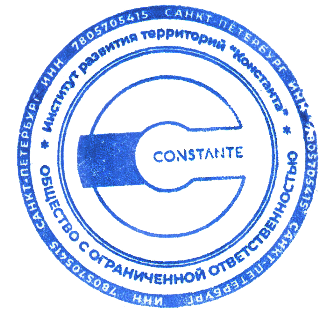 САНКТ-ПЕТЕРБУРГ ИНН 7805705415 САНКТ-ПЕТЕРБУРГ ИНН 7805705415 САНКТ-ПЕТЕРБУРГ ИНН 7805705415
* Институт развития территорий "Константа" *
ОБЩЕСТВО С ОГРАНИЧЕННОЙ ОТВЕТСТВЕННОСТЬЮ
CONSTANTE